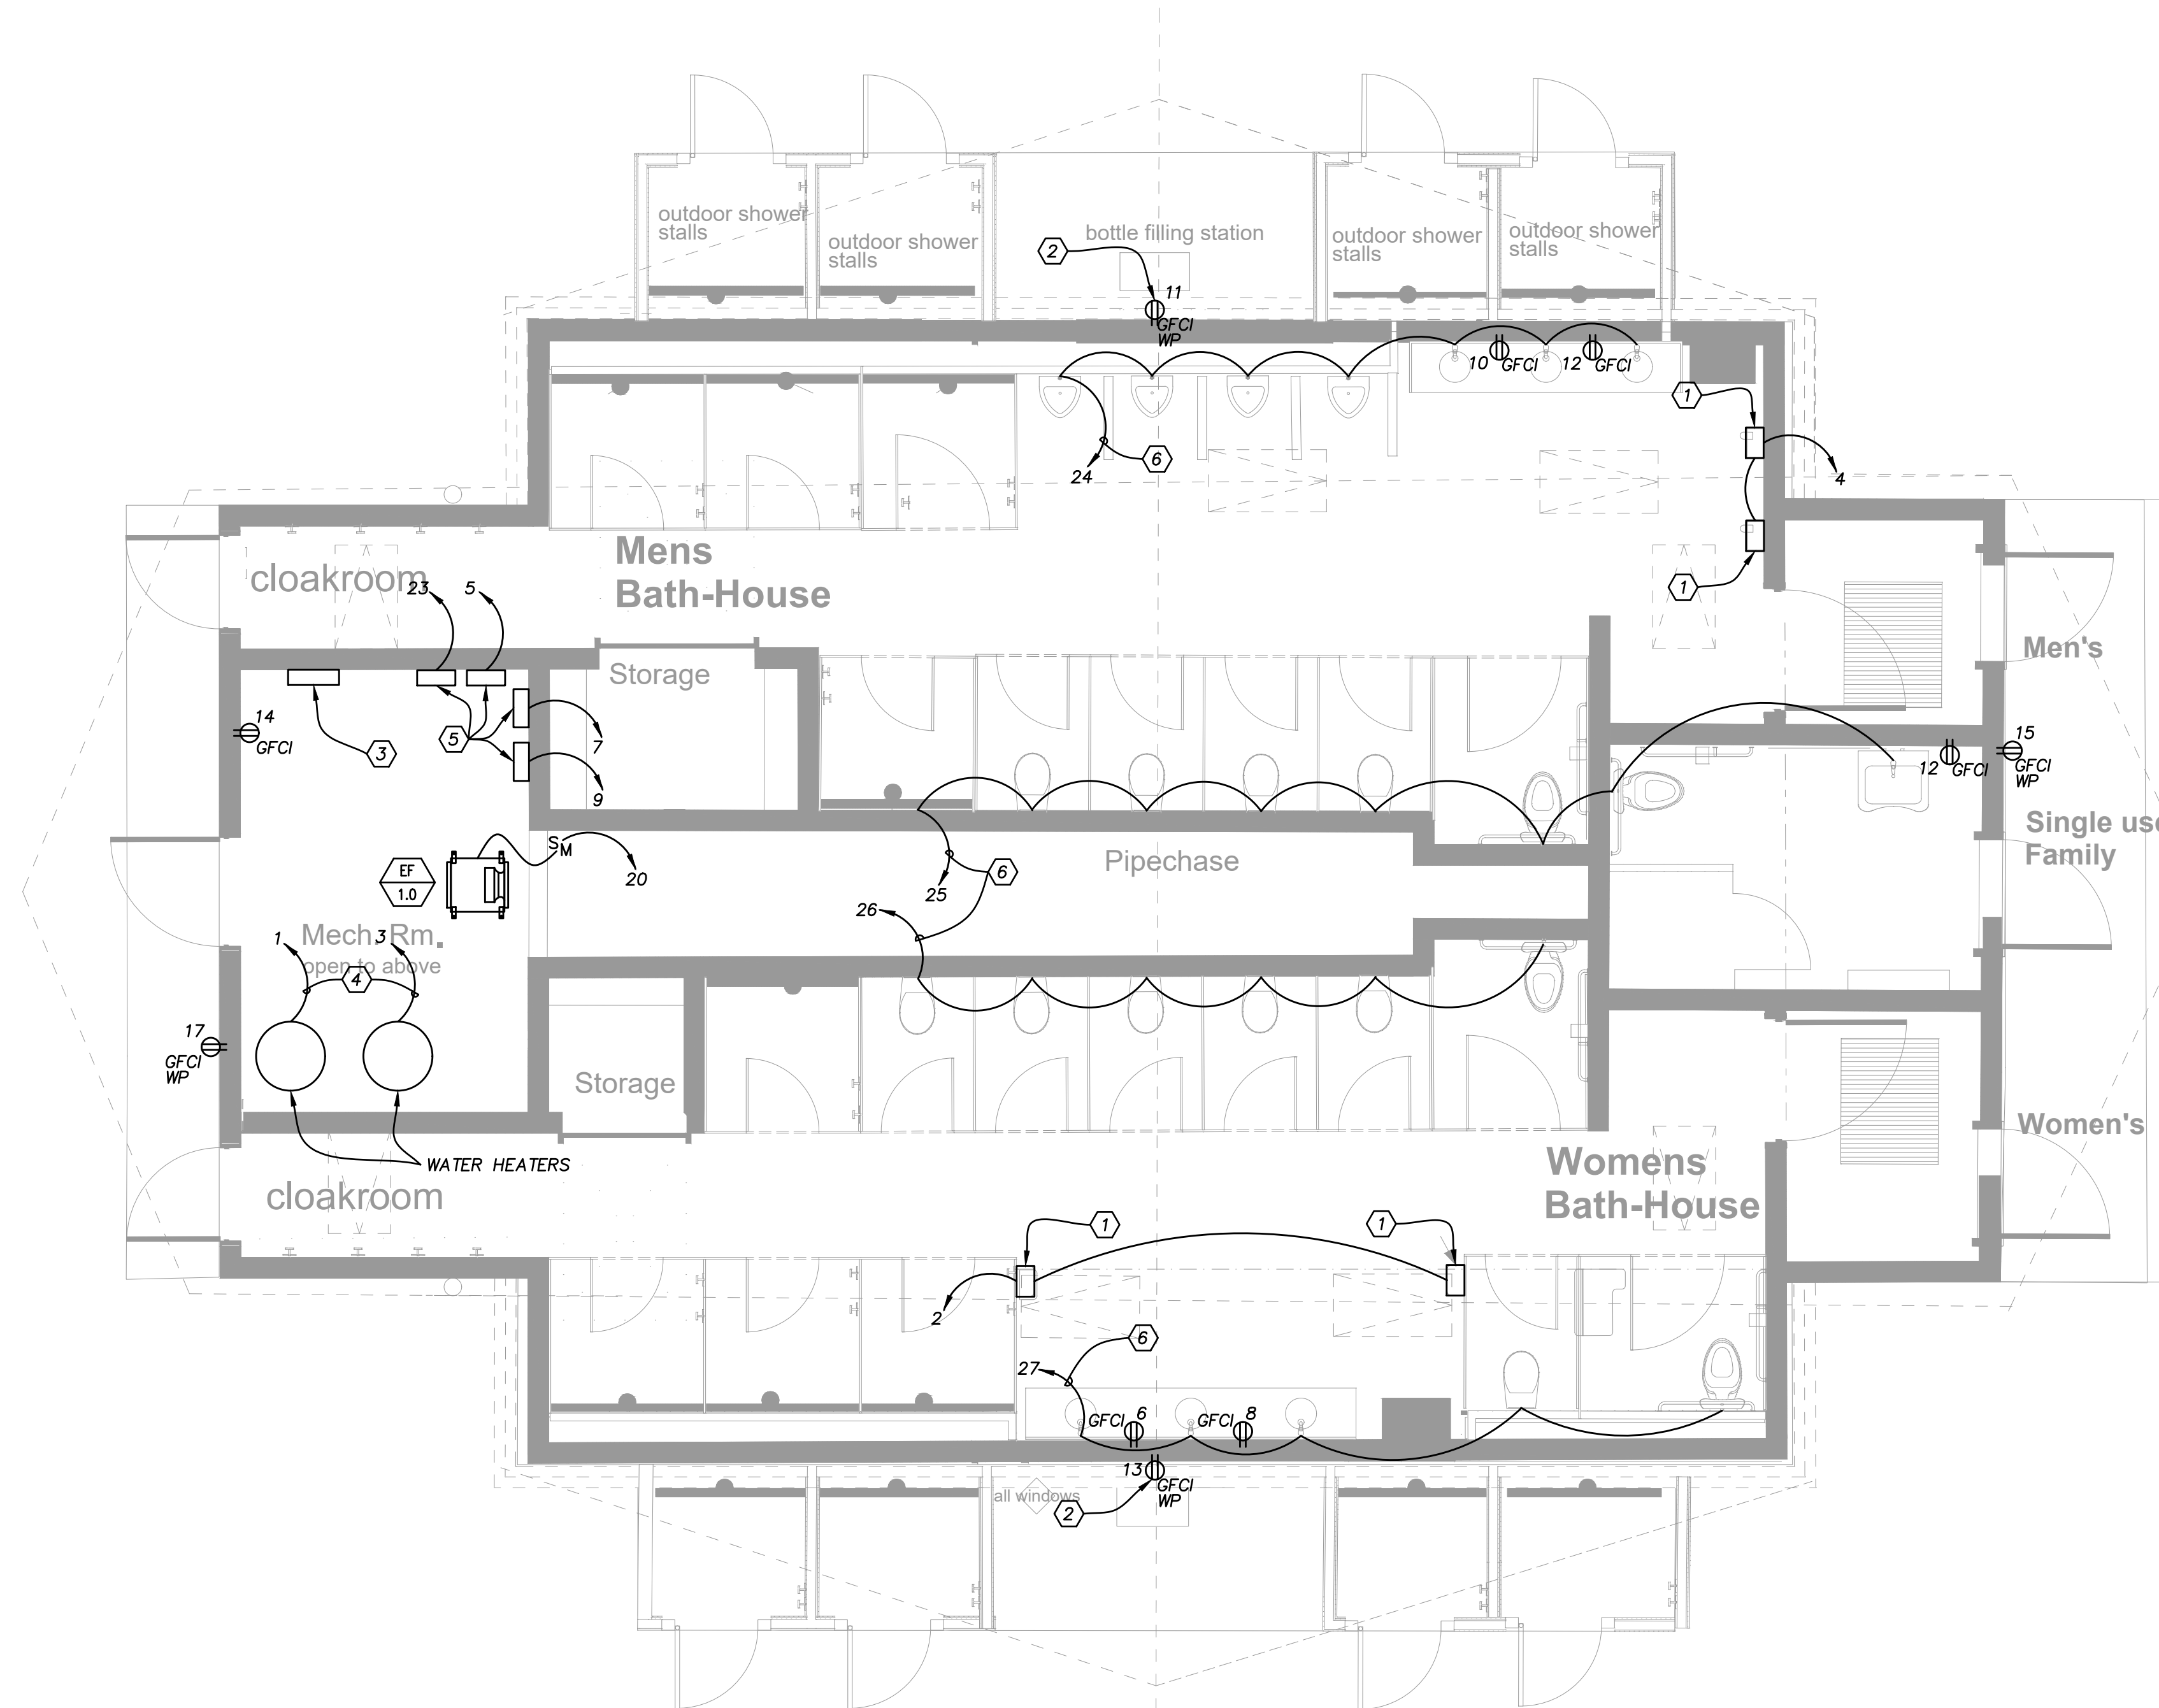 outdoor shower
stalls
outdoor shower
stalls
bottle filling station
outdoor shower
stalls
outdoor shower
stalls
2
11
GFCI
WP
10 GFCI
12 GFCI
1
24
6
4
Mens
Bath-House
cloakroom
23
5
1
Storage
Men's
14
GFCI
3
5
7
9
12 GFCI
15
GFCI
WP
Single use
Family
SM
20
EF
1.0
Pipechase
25
6
26
Mech. Rm.
open to above
1
3
4
17
GFCI
WP
Storage
Women's
WATER HEATERS
cloakroom
Womens
Bath-House
1
1
2
6
27
GFCI 6
GFCI 8
13
GFCI
WP
all windows
2